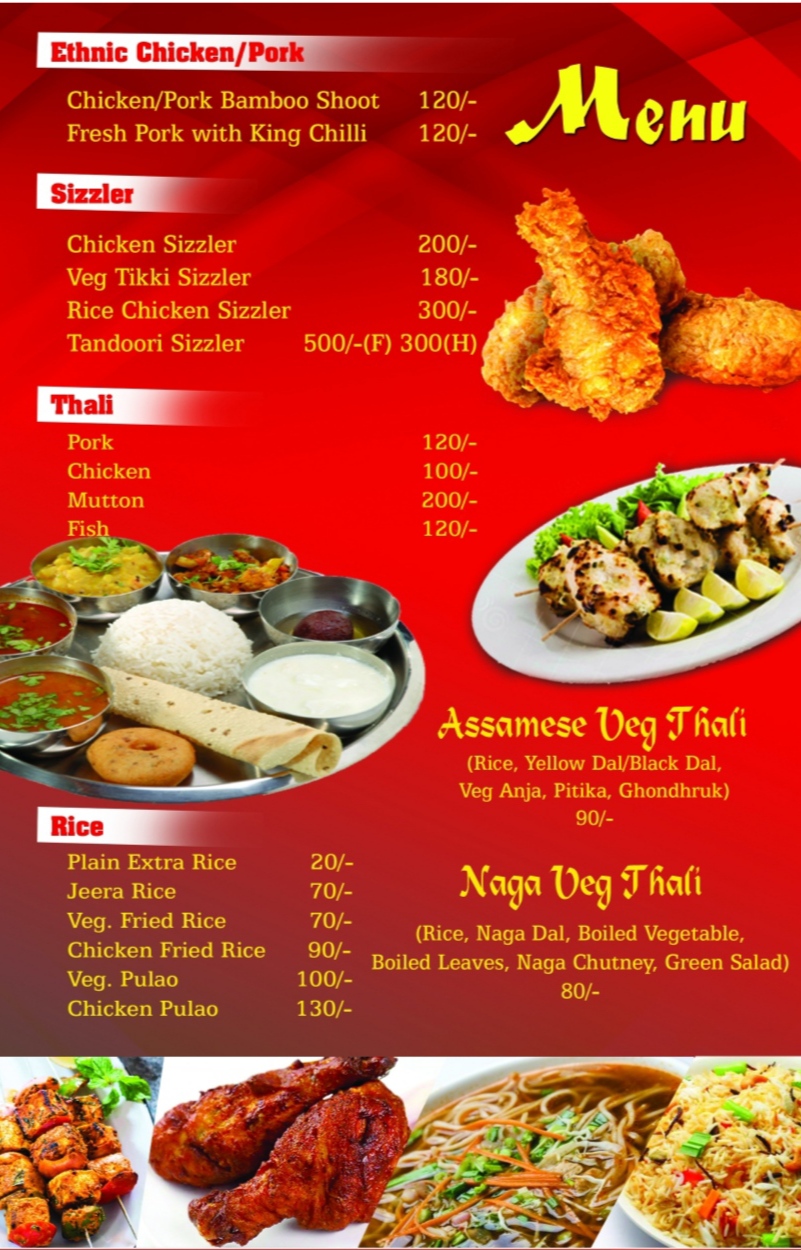 Menu
Ethnic Chicken/Pork
Chicken/Pork Bamboo Shoot 120/-
Fresh Pork with King Chilli 120/-
Sizzler
Chicken Sizzler 200/-
Veg Tikki Sizzler 180/-
Rice Chicken Sizzler 300/-
Tandoori Sizzler 500/-(F) 300(H)
Thali
Pork 120/-
Chicken 100/-
Mutton 200/-
Fish 120/-
Assamese Veg Thali
(Rice, Yellow Dal/Black Dal,
Veg Anja, Pitika, Ghondhruk)
90/-
Rice
Plain Extra Rice 20/-
Jeera Rice 70/-
Veg. Fried Rice 70/-
Chicken Fried Rice 90/-
Veg. Pulao 100/-
Chicken Pulao 130/-
Naga Veg Thali
(Rice, Naga Dal, Boiled Vegetable,
Boiled Leaves, Naga Chutney, Green Salad)
80/-